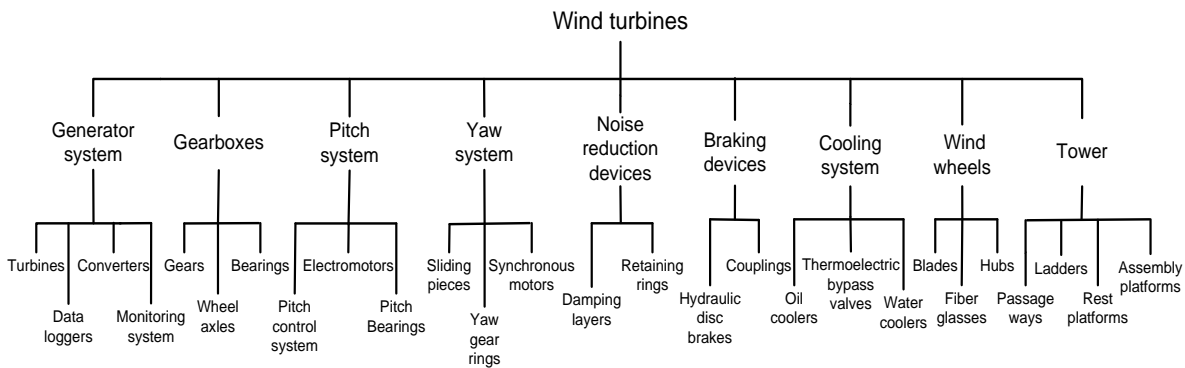 Wind turbines
Generator
system
Gearboxes
Pitch
system
Yaw
system
Noise
reduction
devices
Braking
devices
Cooling
system
Wind
wheels
Tower
Turbines
Data
loggers
Converters
Monitoring
system
Gears
Wheel
axles
Bearings
Pitch
control
system
Electromotors
Pitch
Bearings
Sliding
pieces
Yaw
gear
rings
Synchronous
motors
Damping
layers
Retaining
rings
Hydraulic
disc
brakes
Couplings
Oil
coolers
Thermoelectric
bypass
valves
Water
coolers
Blades
Fiber
glasses
Hubs
Passage
ways
Ladders
Rest
platforms
Assembly
platforms